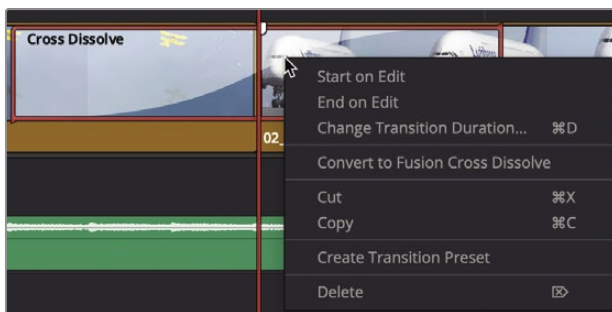 Cross Dissolve
02_
Start on Edit
End on Edit
Change Transition Duration... ⌘D
Convert to Fusion Cross Dissolve
Cut ⌘X
Copy ⌘C
Create Transition Preset
Delete ⌦